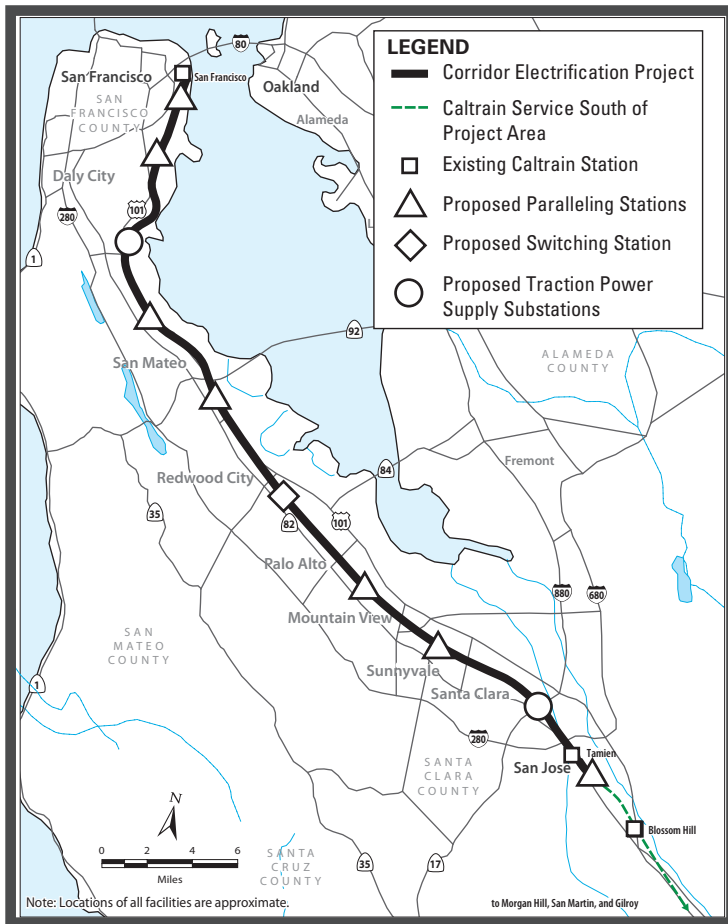 LEGEND
Corridor Electrification Project
Caltrain Service South of
Project Area
Existing Caltrain Station
Proposed Paralleling Stations
Proposed Switching Station
Proposed Traction Power
Supply Substations
80
San Francisco
San Francisco
Oakland
SAN
FRANCISCO
COUNTY
Alameda
Daly City
101
280
1
L
92
San Mateo
ALAMEDA
COUNTY
Redwood City
84
Fremont
35
82
101
Palo Alto
880
680
Mountain View
SAN
MATEO
COUNTY
Sunnyvale
1
Santa Clara
280
SANTA
CLARA
COUNTY
San Jose
Tamien
N
Blossom Hill
0 2 4 6
Miles
SANTA
CRUZ
COUNTY
35
17
Note: Locations of all facilities are approximate.
to Morgan Hill, San Martin, and Gilroy